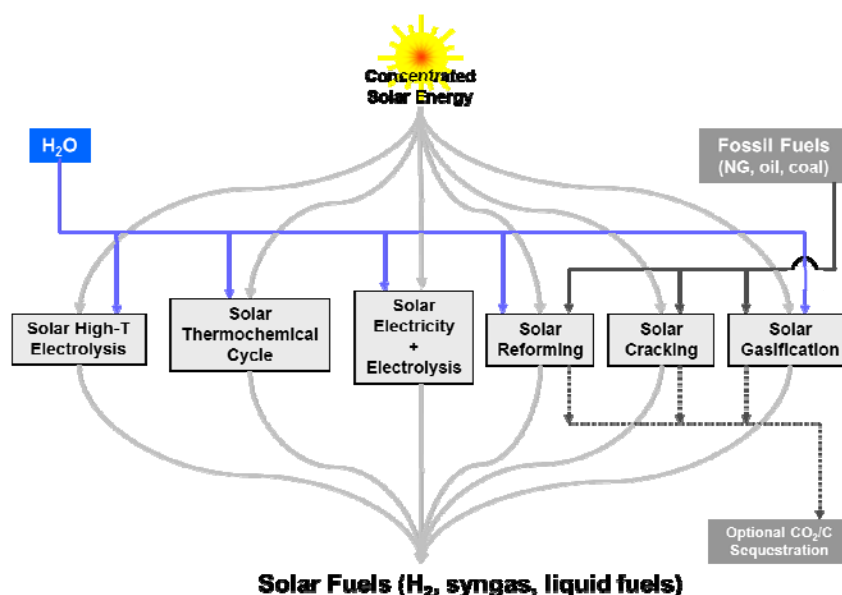 Concentrated
Solar Energy
H₂O
Fossil Fuels
(NG, oil, coal)
Solar High-T
Electrolysis
Solar
Thermochemical
Cycle
Solar
Electricity
+
Electrolysis
Solar
Reforming
Solar
Cracking
Solar
Gasification
Optional CO₂/C
Sequestration
Solar Fuels (H₂, syngas, liquid fuels)